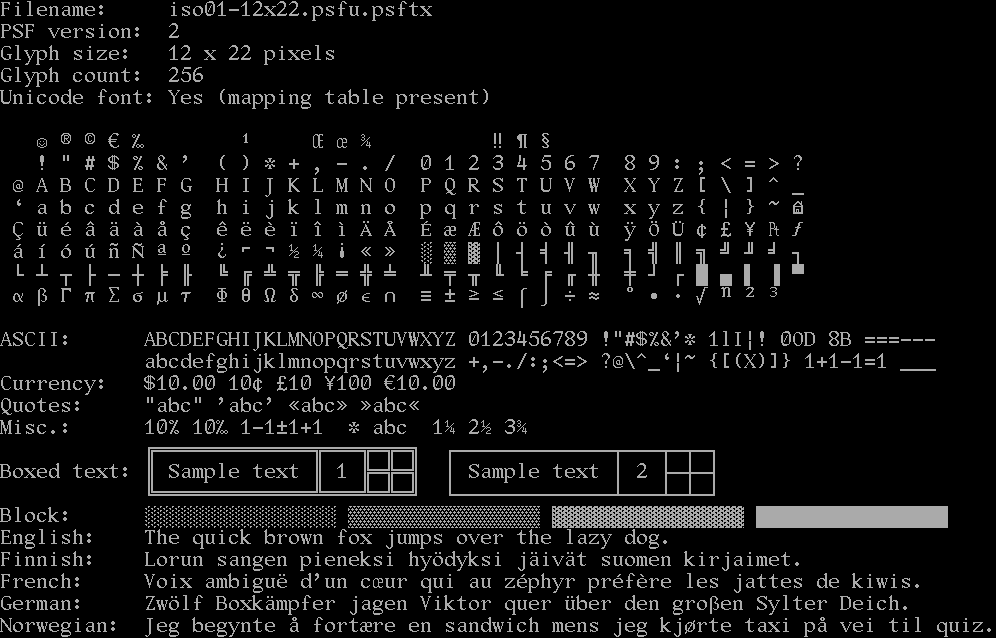 Filename:     iso01-12x22.psfu.psftx
PSF version:  2
Glyph size:   12 x 22 pixels
Glyph count:  256
Unicode font: Yes (mapping table present)
☺ ® © € ‰ ¹ Œ œ ¾ ‼ ¶ §
! " # $ % & ’ ( ) * + , - . / 0 1 2 3 4 5 6 7 8 9 : ; < = > ?
@ A B C D E F G H I J K L M N O P Q R S T U V W X Y Z [ \ ] ^ _
‘ a b c d e f g h i j k l m n o p q r s t u v w x y z { | } ~ ⌂
Ç ü é â ä à å ç ê ë è ï î ì Ä Å É æ Æ ô ö ò û ù ÿ Ö Ü ¢ £ ¥ ₧ ƒ
á í ó ú ñ Ñ ª º ¿ ⌐ ¬ ½ ¼ ¡ « » ░ ▒ ▓ │ ┤ ╡ ╢ ╖ ╕ ╣ ║ ╗ ╝ ╜ ╛ ┐
└ ┴ ┬ ├ ─ ┼ ╞ ╟ ╚ ╔ ╩ ╦ ╠ ═ ╬ ╧ ╨ ╤ ╥ ╙ ╘ ╒ ╓ ╫ ╪ ┘ ┌ █ ▄ ▌ ▐ ▀
α β Γ π Σ σ µ τ Φ θ Ω δ ∞ ø ∈ ∩ ≡ ± ≥ ≤ ⌠ ⌡ ÷ ≈ ° • · √ ⁿ ² ³
ASCII:      ABCDEFGHIJKLMNOPQRSTUVWXYZ 0123456789 !"#$%&’* 1lI|! 0OD 8B ===---
abcdefghijklmnopqrstuvwxyz +,-./:;<=> ?@\^_‘|~ {[(X)]} 1+1-1=1 ___
Currency:   $10.00 10¢ £10 ¥100 €10.00
Quotes:     "abc" ’abc’ «abc» »abc«
Misc.:      10% 10‰ 1-1±1+1  * abc  1¼ 2½ 3¾
Boxed text: Sample text 1 Sample text 2
Block:
English:    The quick brown fox jumps over the lazy dog.
Finnish:    Lorun sangen pieneksi hyödyksi jäivät suomen kirjaimet.
French:     Voix ambiguë d’un cœur qui au zéphyr préfère les jattes de kiwis.
German:     Zwölf Boxkämpfer jagen Viktor quer über den großen Sylter Deich.
Norwegian:  Jeg begynte å fortære en sandwich mens jeg kjørte taxi på vei til quiz.